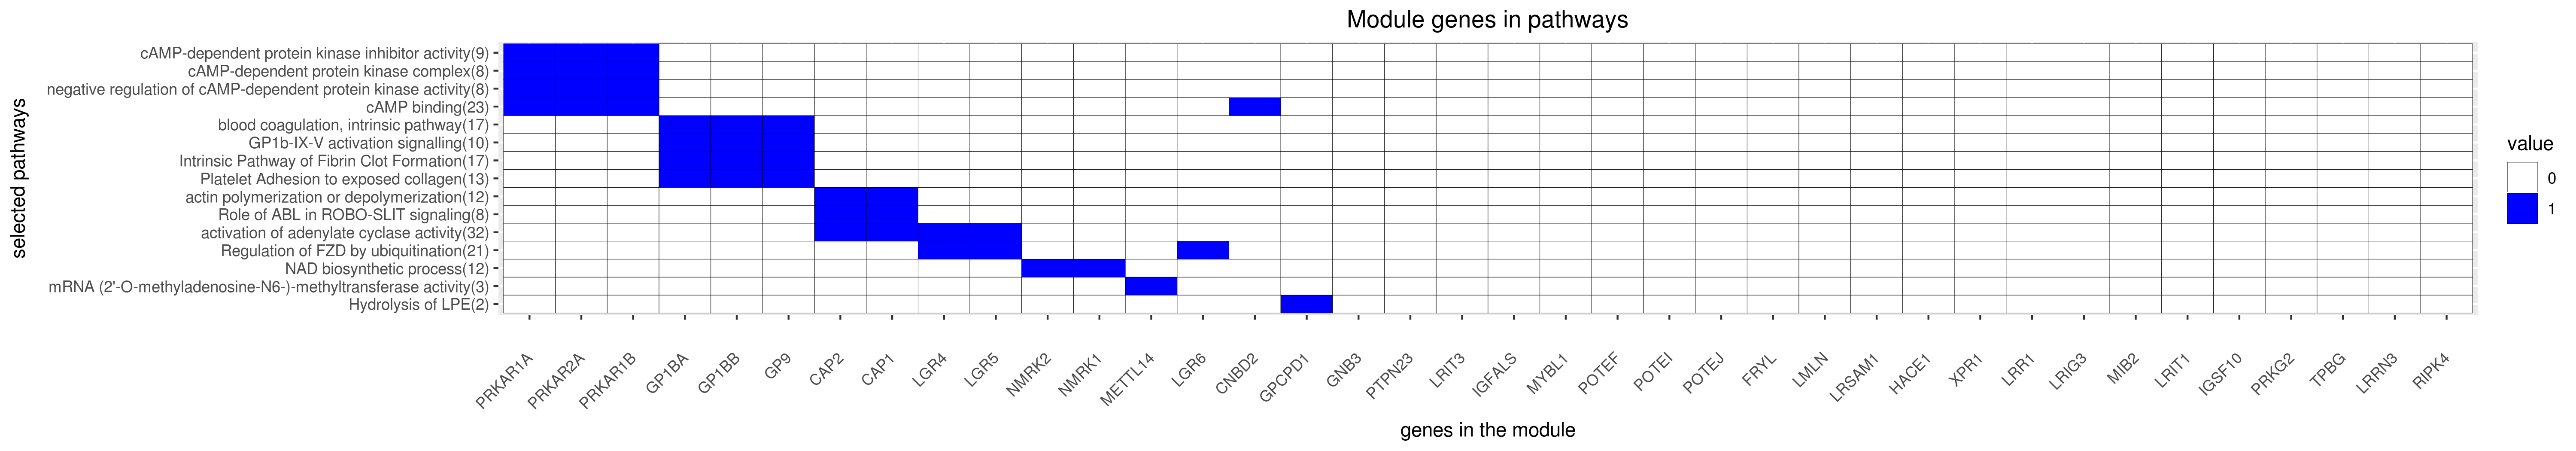 Module genes in pathways
selected pathways
cAMP-dependent protein kinase inhibitor activity(9)
cAMP-dependent protein kinase complex(8)
negative regulation of cAMP-dependent protein kinase activity(8)
cAMP binding(23)
blood coagulation, intrinsic pathway(17)
GP1b-IX-V activation signalling(10)
Intrinsic Pathway of Fibrin Clot Formation(17)
Platelet Adhesion to exposed collagen(13)
actin polymerization or depolymerization(12)
Role of ABL in ROBO-SLIT signaling(8)
activation of adenylate cyclase activity(32)
Regulation of FZD by ubiquitination(21)
NAD biosynthetic process(12)
mRNA (2'-O-methyladenosine-N6-)-methyltransferase activity(3)
Hydrolysis of LPE(2)
value
0
1
PRKAR1A
PRKAR2A
PRKAR1B
GP1BA
GP1BB
GP9
CAP2
CAP1
LGR4
LGR5
NMRK2
NMRK1
METTL14
LGR6
CNBD2
GPCPD1
GNB3
PTPN23
LRIT3
IGFALS
MYBL1
POTEF
POTEI
POTEJ
FRYL
LMLN
LRSAM1
HACE1
XPR1
LRR1
LRIG3
MIB2
LRIT1
IGSF10
PRKG2
TPBG
LRRN3
RIPK4
genes in the module